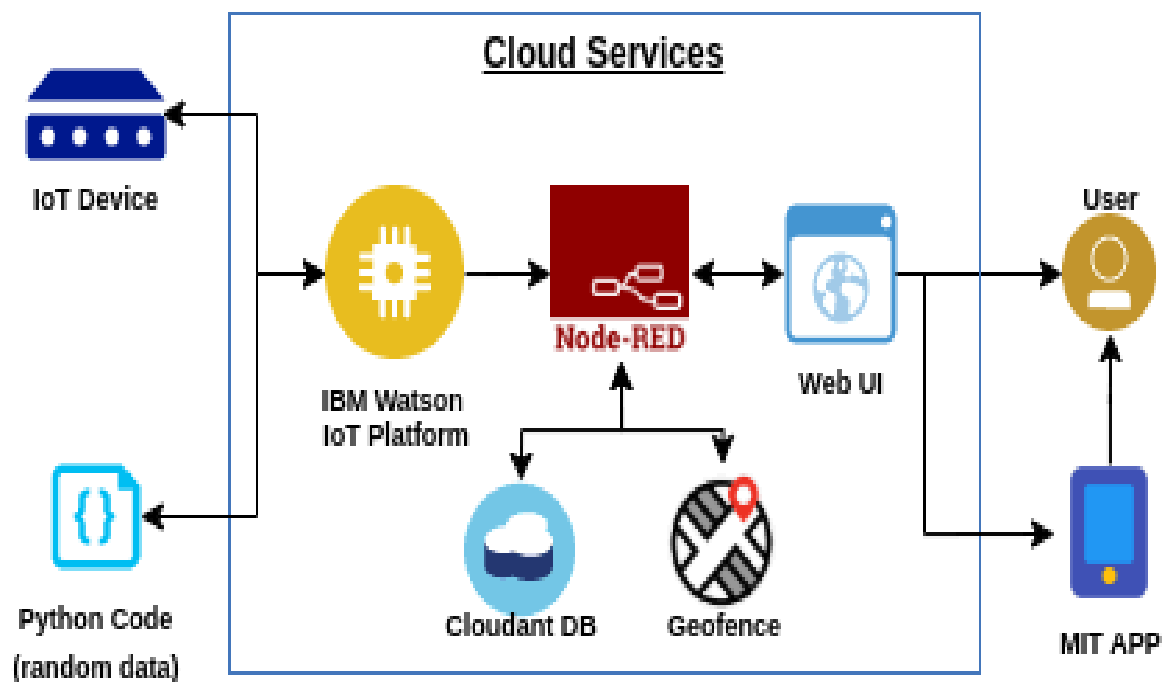 Cloud Services
IoT Device
User
Node-RED
Web UI
IBM Watson
IoT Platform
Python Code
(random data)
Cloudant DB
Geofence
MIT APP